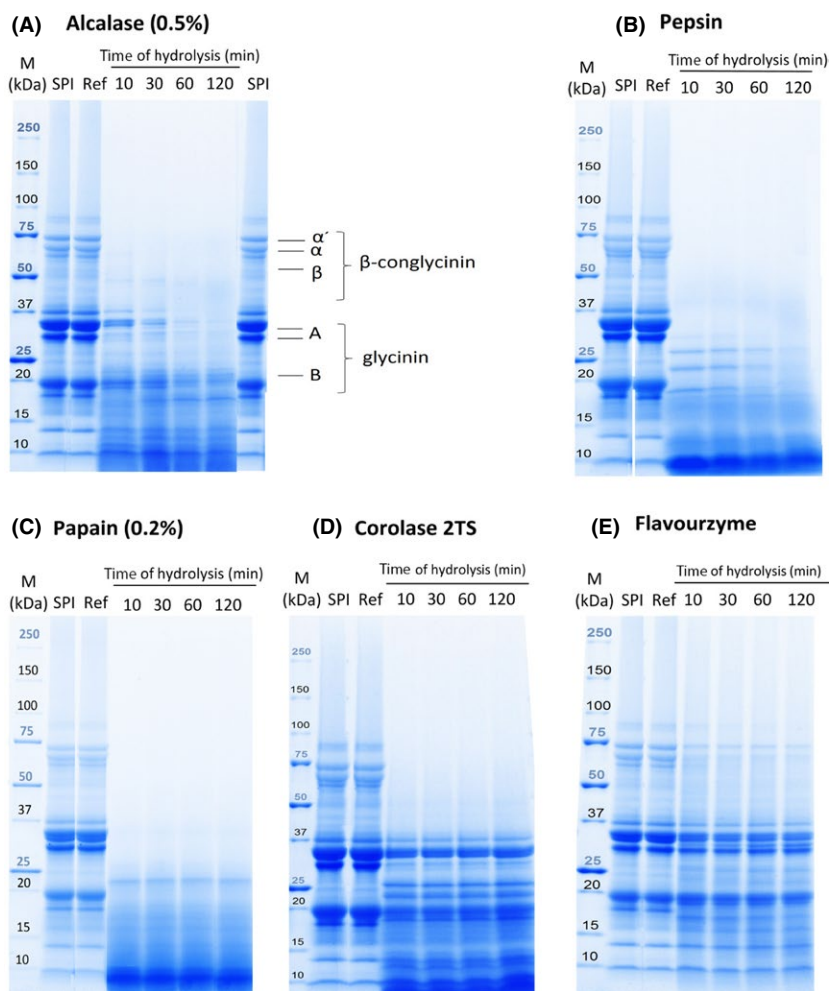 (A) Alcalase (0.5%)
Time of hydrolysis (min)
M
(kDa) SPI Ref 10 30 60 120 SPI
250
150
100
75
50
37
25
20
15
10
α´
α
β
β-conglycinin
A
B
glycinin
(B) Pepsin
Time of hydrolysis (min)
M
(kDa) SPI Ref 10 30 60 120
250
150
100
75
50
37
25
20
15
10
(C) Papain (0.2%)
Time of hydrolysis (min)
M
(kDa) SPI Ref 10 30 60 120
250
150
100
75
50
37
25
20
15
10
(D) Corolase 2TS
Time of hydrolysis (min)
M
(kDa) SPI Ref 10 30 60 120
250
150
100
75
50
37
25
20
15
10
(E) Flavourzyme
Time of hydrolysis (min)
M
(kDa) SPI Ref 10 30 60 120
250
150
100
75
50
37
25
20
15
10